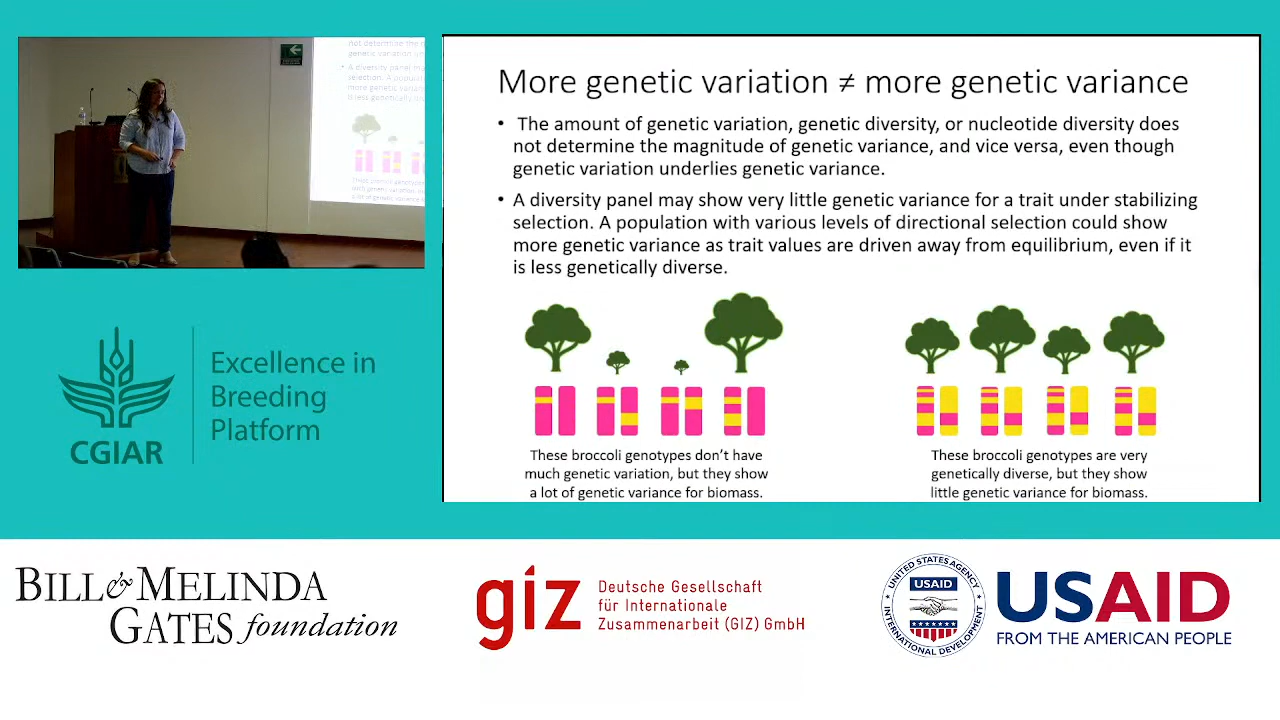 More genetic variation ≠ more genetic variance
• The amount of genetic variation, genetic diversity, or nucleotide diversity does
not determine the magnitude of genetic variance, and vice versa, even though
genetic variation underlies genetic variance.
• A diversity panel may show very little genetic variance for a trait under stabilizing
selection. A population with various levels of directional selection could show
more genetic variance as trait values are driven away from equilibrium, even if it
is less genetically diverse.
These broccoli genotypes don't have
much genetic variation, but they show
a lot of genetic variance for biomass.
These broccoli genotypes are very
genetically diverse, but they show
little genetic variance for biomass.
CGIAR
Excellence in
Breeding
Platform
BILL & MELINDA
GATES foundation
giz
Deutsche Gesellschaft
für Internationale
Zusammenarbeit (GIZ) GmbH
UNITED STATES AGENCY
USAID
INTERNATIONAL DEVELOPMENT
USAID
FROM THE AMERICAN PEOPLE